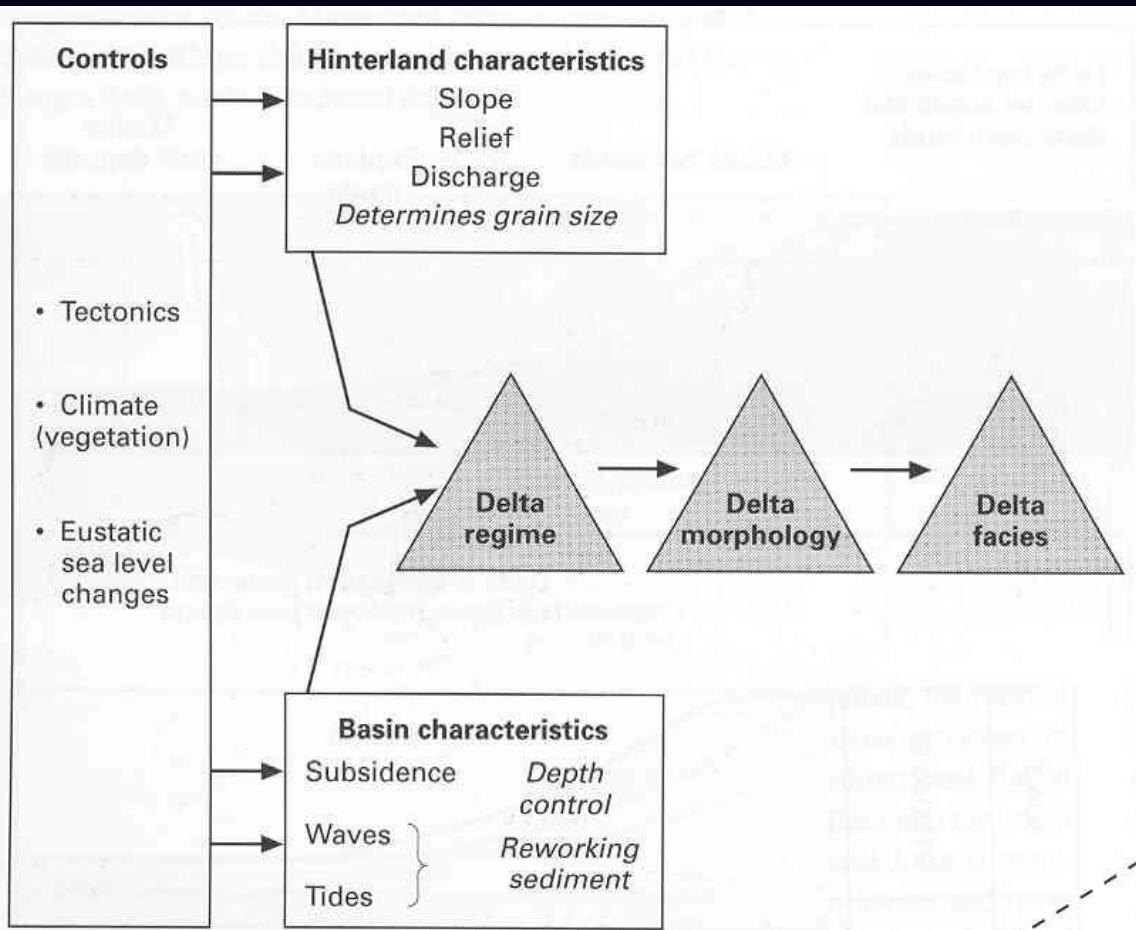 Controls
• Tectonics
• Climate
(vegetation)
• Eustatic
sea level
changes
Hinterland characteristics
Slope
Relief
Discharge
Determines grain size
Delta
regime
Delta
morphology
Delta
facies
Basin characteristics
Subsidence Depth
control
Waves Reworking
sediment
Tides